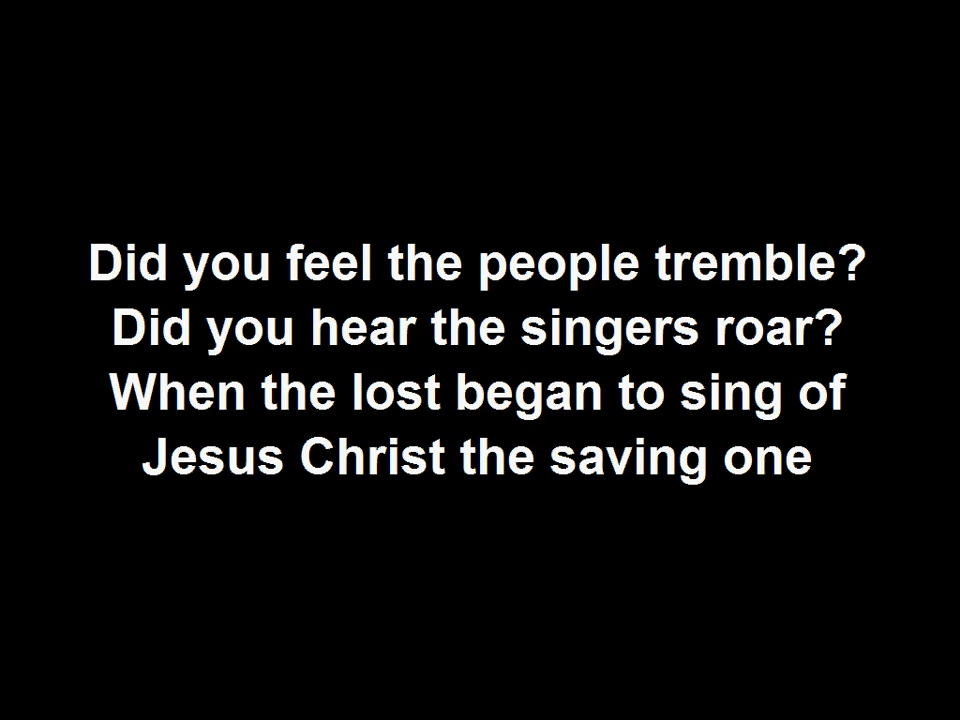 Did you feel the people tremble?
Did you hear the singers roar?
When the lost began to sing of
Jesus Christ the saving one